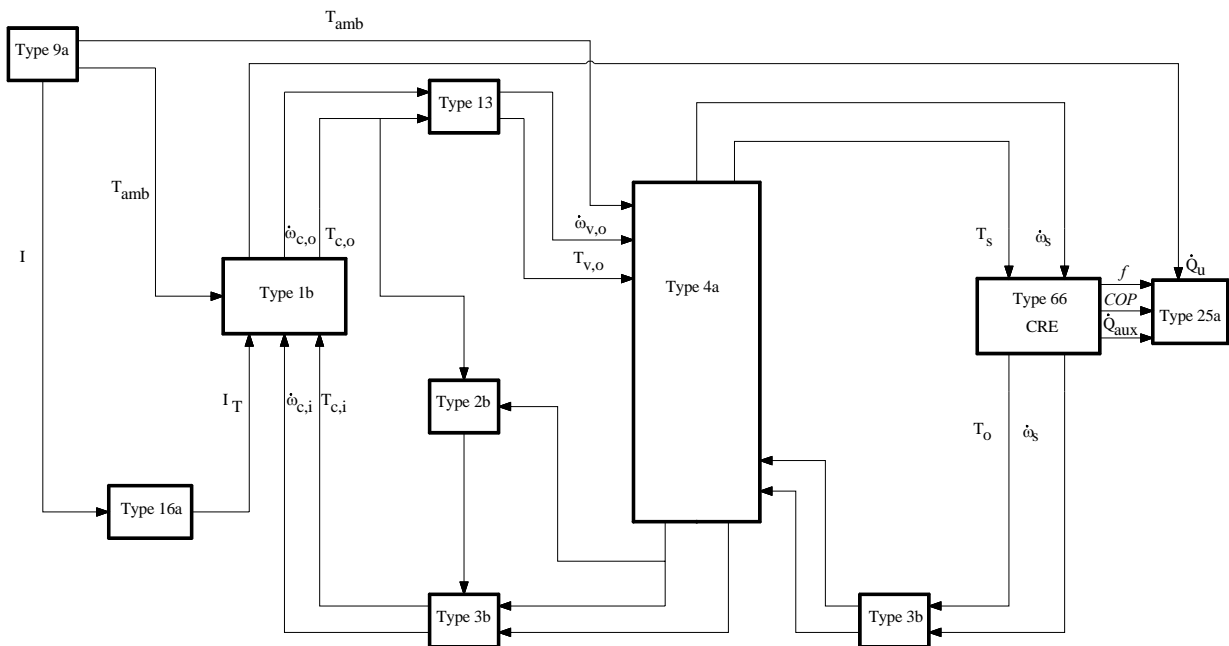 T_amb
Type 9a
Type 13
T_amb
ω̇_c,o
T_c,o
ω̇_v,o
T_v,o
T_s
ω̇_s
I
Type 1b
Type 4a
Q̇_u
f
Type 66
CRE
COP
Type 25a
Q̇_aux
I_T
ω̇_c,i
T_c,i
Type 2b
T_o
ω̇_s
Type 16a
Type 3b
Type 3b